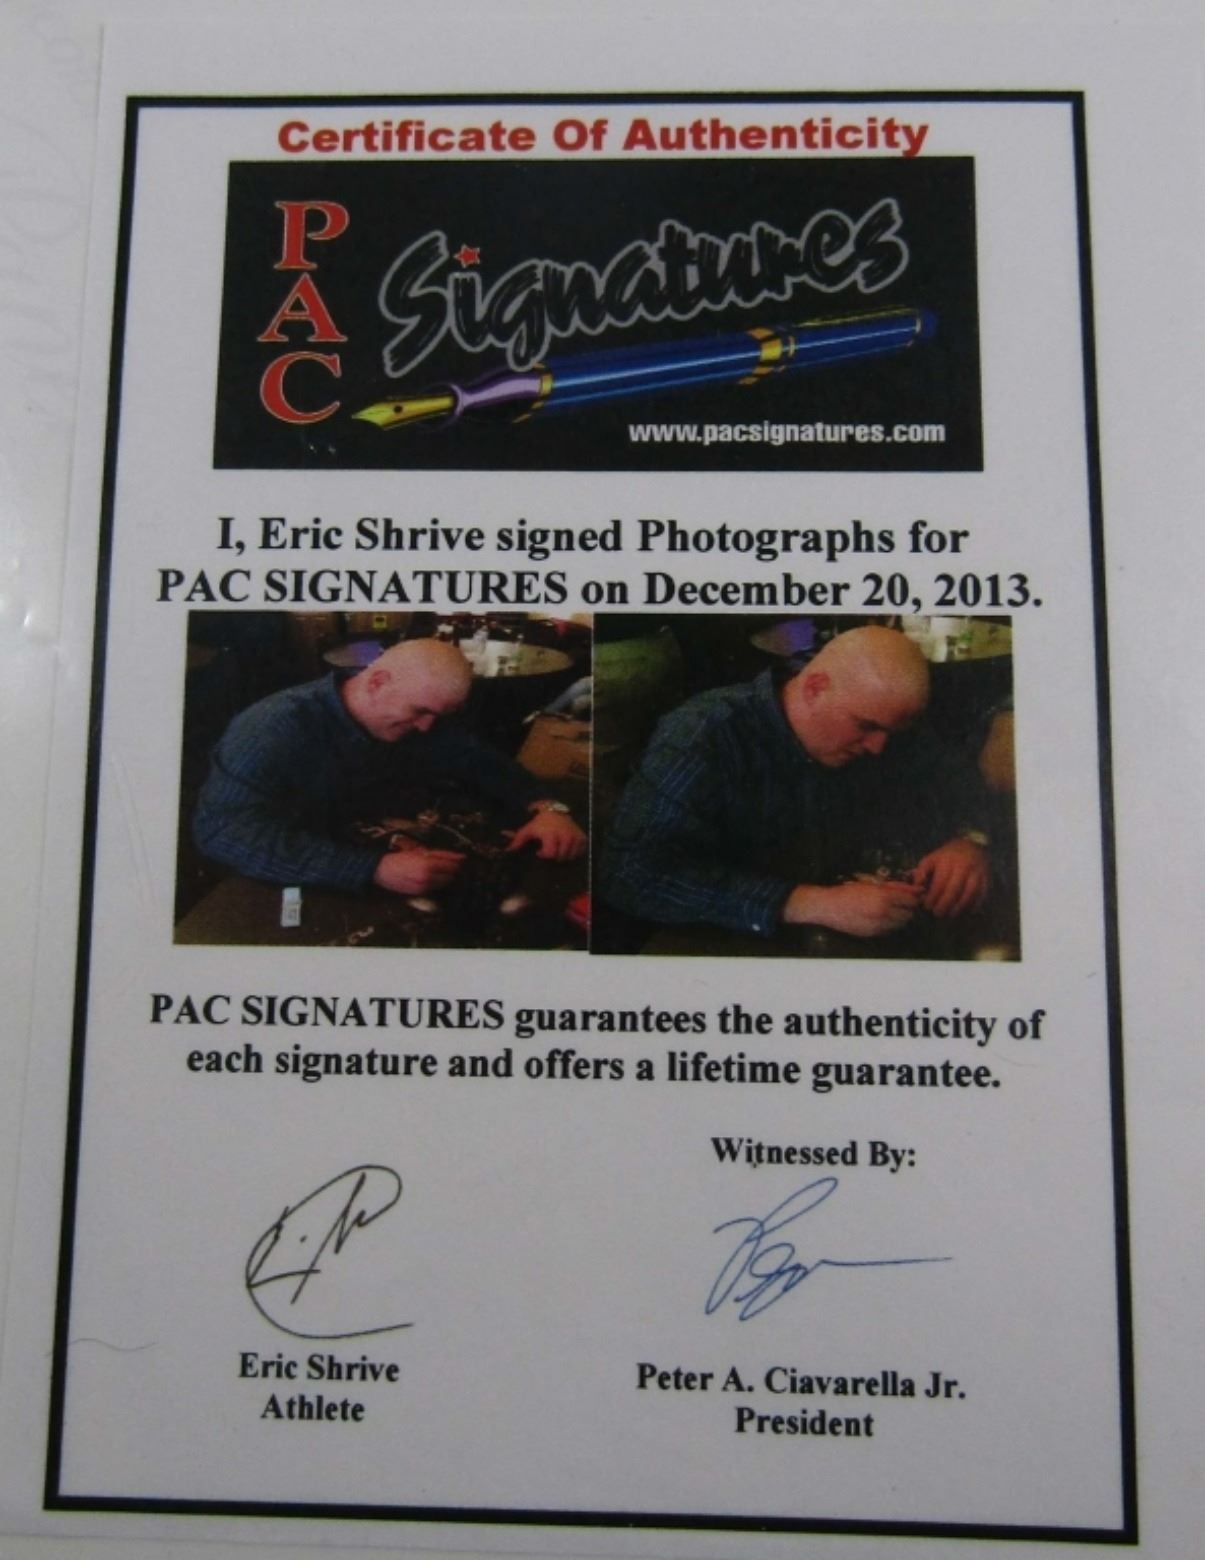 Certificate Of Authenticity
PAC
Signatures
www.pacsignatures.com
I, Eric Shrive signed Photographs for
PAC SIGNATURES on December 20, 2013.
PAC SIGNATURES guarantees the authenticity of
each signature and offers a lifetime guarantee.
Witnessed By:
Eric Shrive
Athlete
Peter A. Ciavarella Jr.
President